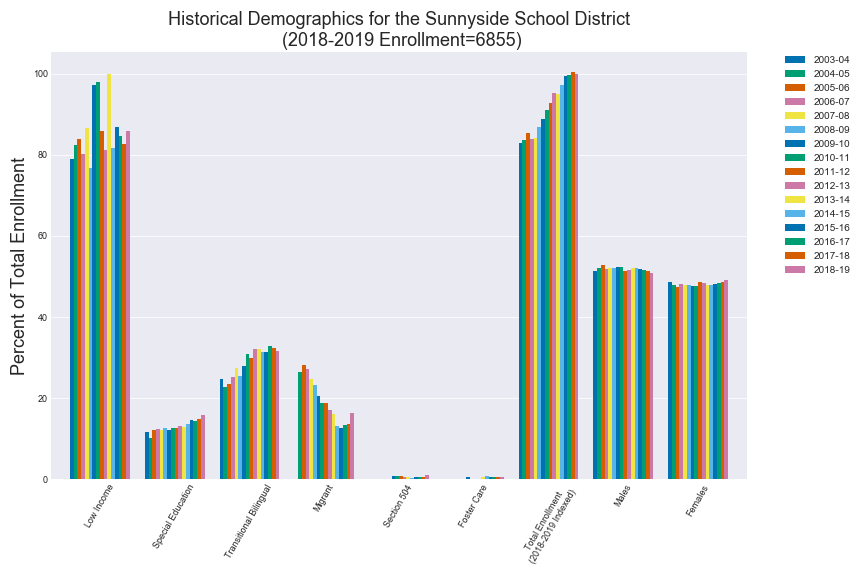 Historical Demographics for the Sunnyside School District
(2018-2019 Enrollment=6855)
Percent of Total Enrollment
100
80
60
40
20
0
Low Income
Special Education
Transitional Bilingual
Migrant
Section 504
Foster Care
Total Enrollment
(2018-2019 Indexed)
Males
Females
2003-04
2004-05
2005-06
2006-07
2007-08
2008-09
2009-10
2010-11
2011-12
2012-13
2013-14
2014-15
2015-16
2016-17
2017-18
2018-19